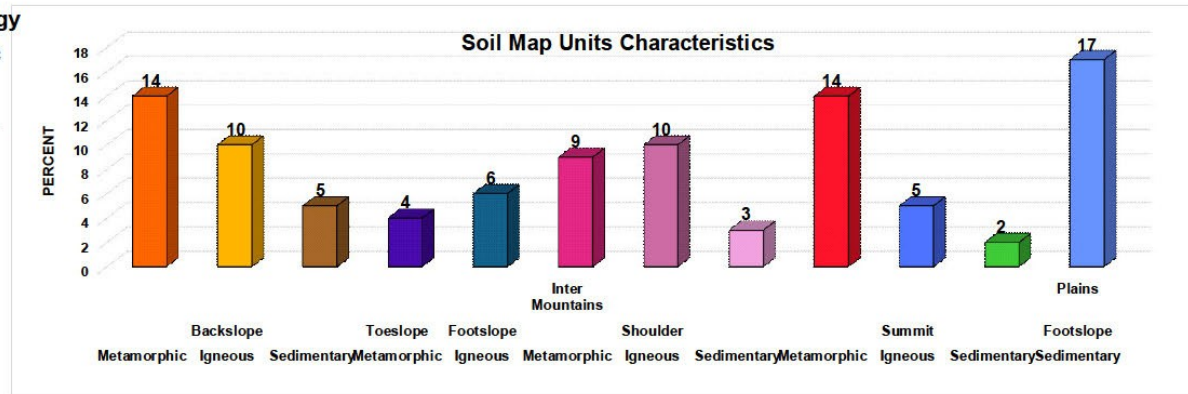 gy
Soil Map Units Characteristics
PERCENT
18
16
14
12
10
8
6
4
2
0
14
10
5
4
6
9
10
3
14
5
2
17
Inter
Mountains
Plains
Backslope Toeslope Footslope Shoulder Summit Footslope
Metamorphic Igneous Sedimentary Metamorphic Igneous Metamorphic Igneous Sedimentary Metamorphic Igneous Sedimentary Sedimentary